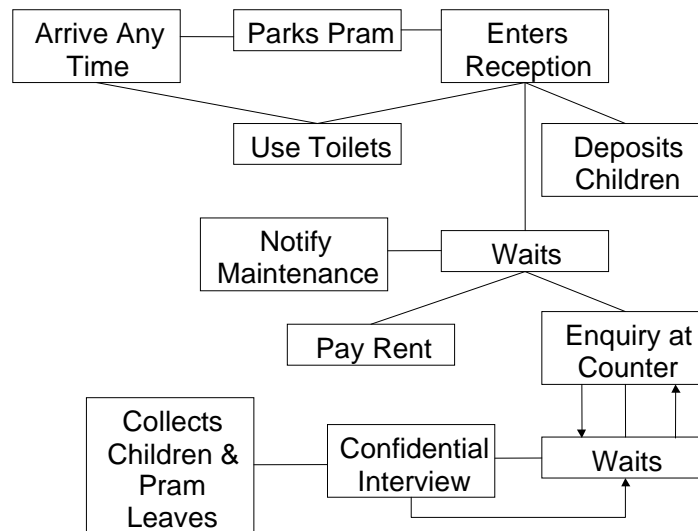 Arrive Any
Time
Parks Pram
Enters
Reception
Use Toilets
Deposits
Children
Notify
Maintenance
Waits
Pay Rent
Enquiry at
Counter
Collects
Children &
Pram
Leaves
Confidential
Interview
Waits